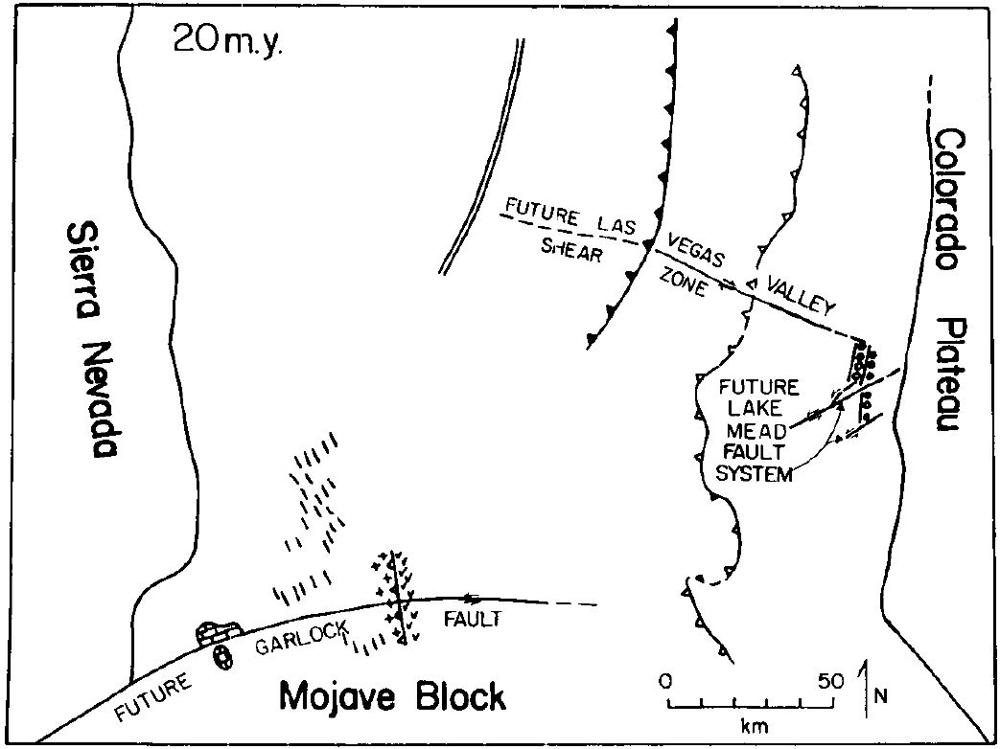 20 m.y.
Sierra Nevada
Colorado Plateau
FUTURE LAS VEGAS VALLEY
SHEAR ZONE
FUTURE
LAKE
MEAD
FAULT
SYSTEM
FUTURE GARLOCK FAULT
Mojave Block
0 50
km
N